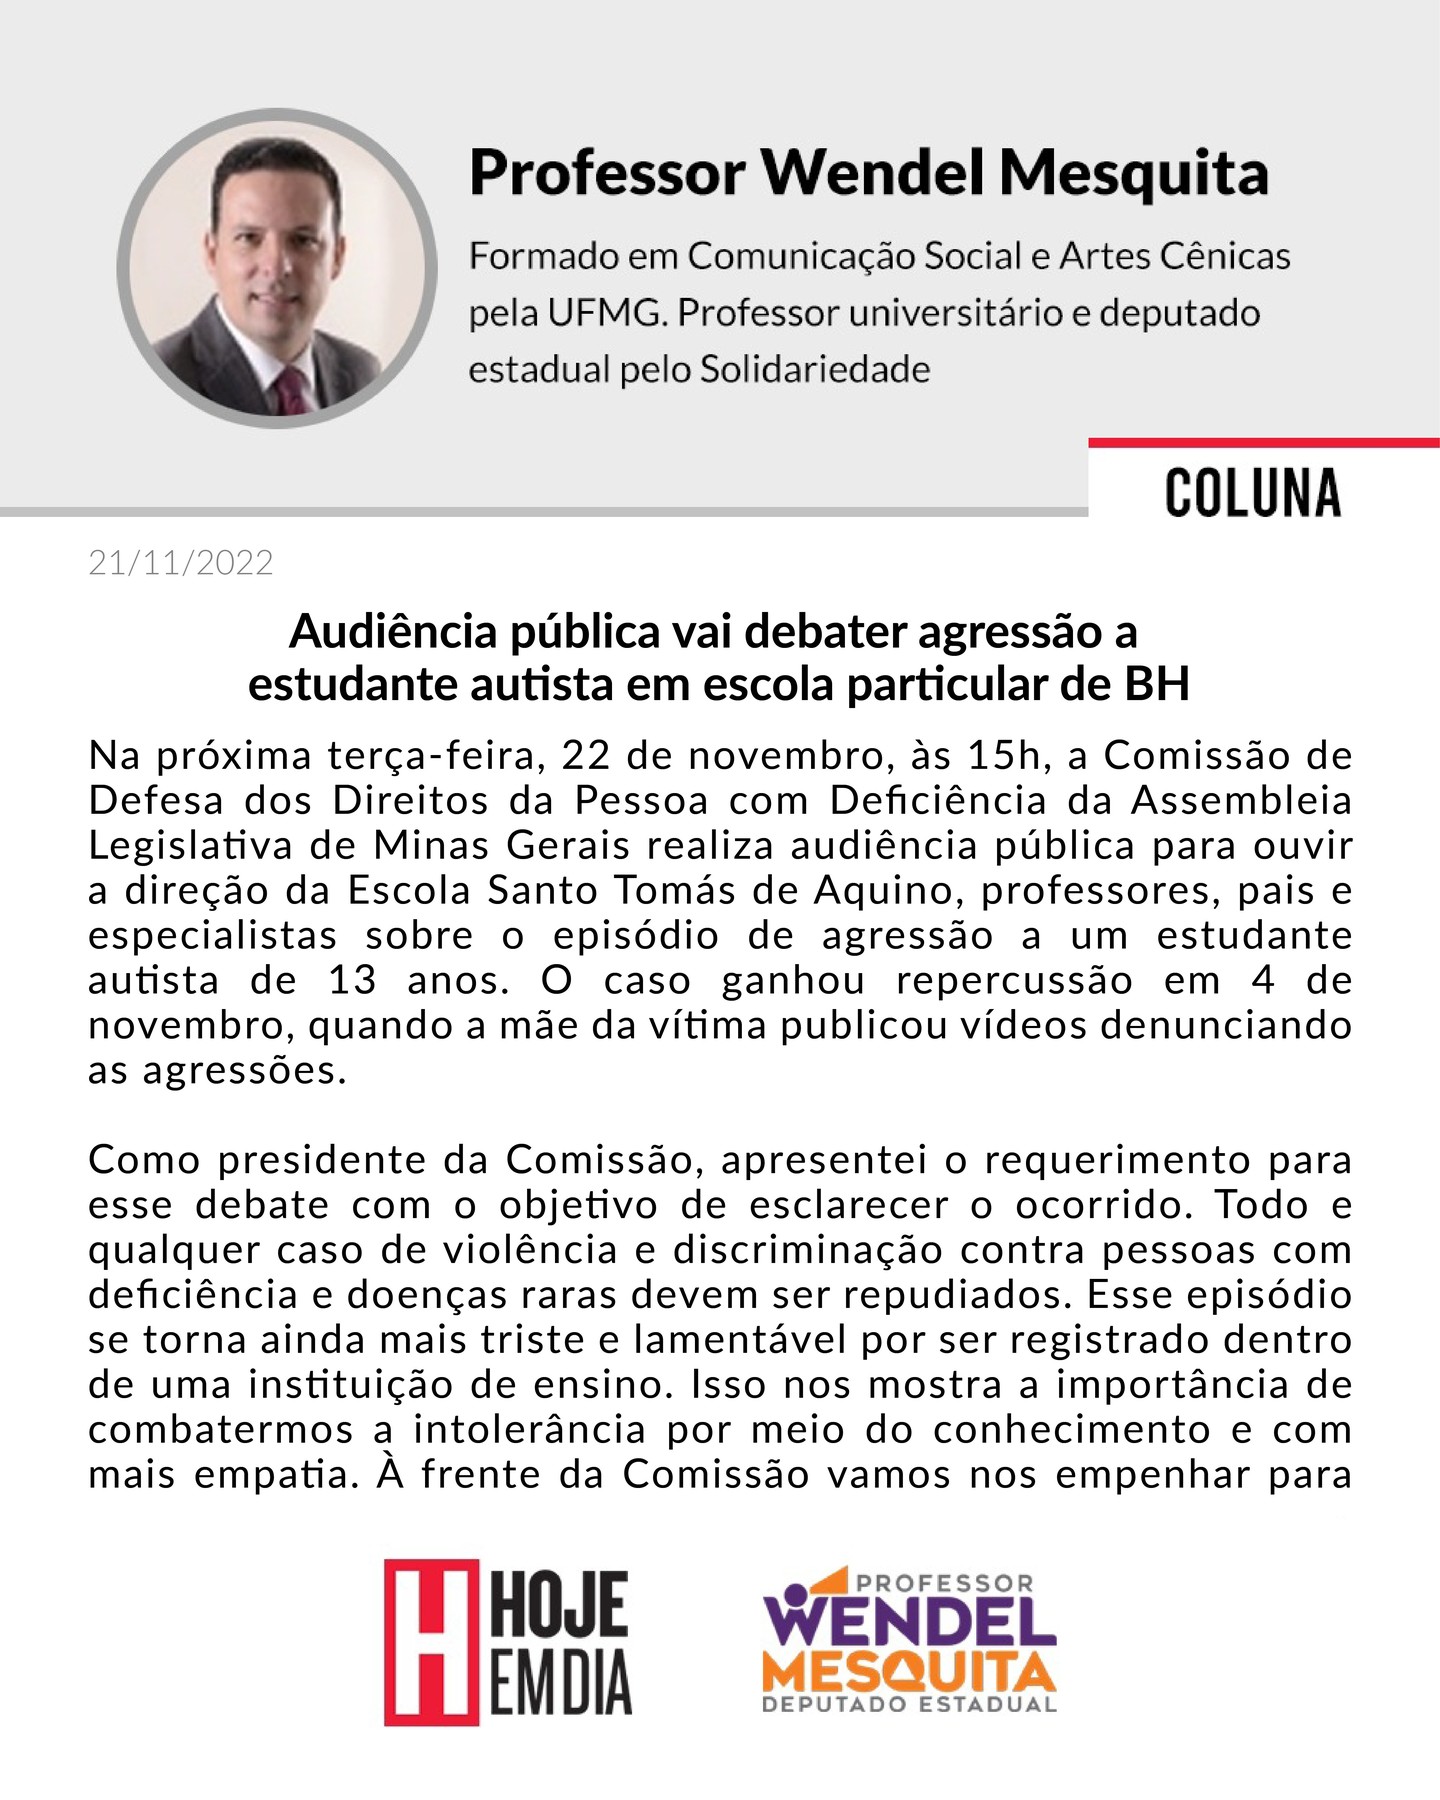 Professor Wendel Mesquita
Formado em Comunicação Social e Artes Cênicas
pela UFMG. Professor universitário e deputado
estadual pelo Solidariedade
COLUNA
21/11/2022
Audiência pública vai debater agressão a
estudante autista em escola particular de BH
Na próxima terça-feira, 22 de novembro, às 15h, a Comissão de
Defesa dos Direitos da Pessoa com Deficiência da Assembleia
Legislativa de Minas Gerais realiza audiência pública para ouvir
a direção da Escola Santo Tomás de Aquino, professores, pais e
especialistas sobre o episódio de agressão a um estudante
autista de 13 anos. O caso ganhou repercussão em 4 de
novembro, quando a mãe da vítima publicou vídeos denunciando
as agressões.
Como presidente da Comissão, apresentei o requerimento para
esse debate com o objetivo de esclarecer o ocorrido. Todo e
qualquer caso de violência e discriminação contra pessoas com
deficiência e doenças raras devem ser repudiados. Esse episódio
se torna ainda mais triste e lamentável por ser registrado dentro
de uma instituição de ensino. Isso nos mostra a importância de
combatermos a intolerância por meio do conhecimento e com
mais empatia. À frente da Comissão vamos nos empenhar para
H HOJE
EM DIA
PROFESSOR
WENDEL
MESQUITA
DEPUTADO ESTADUAL